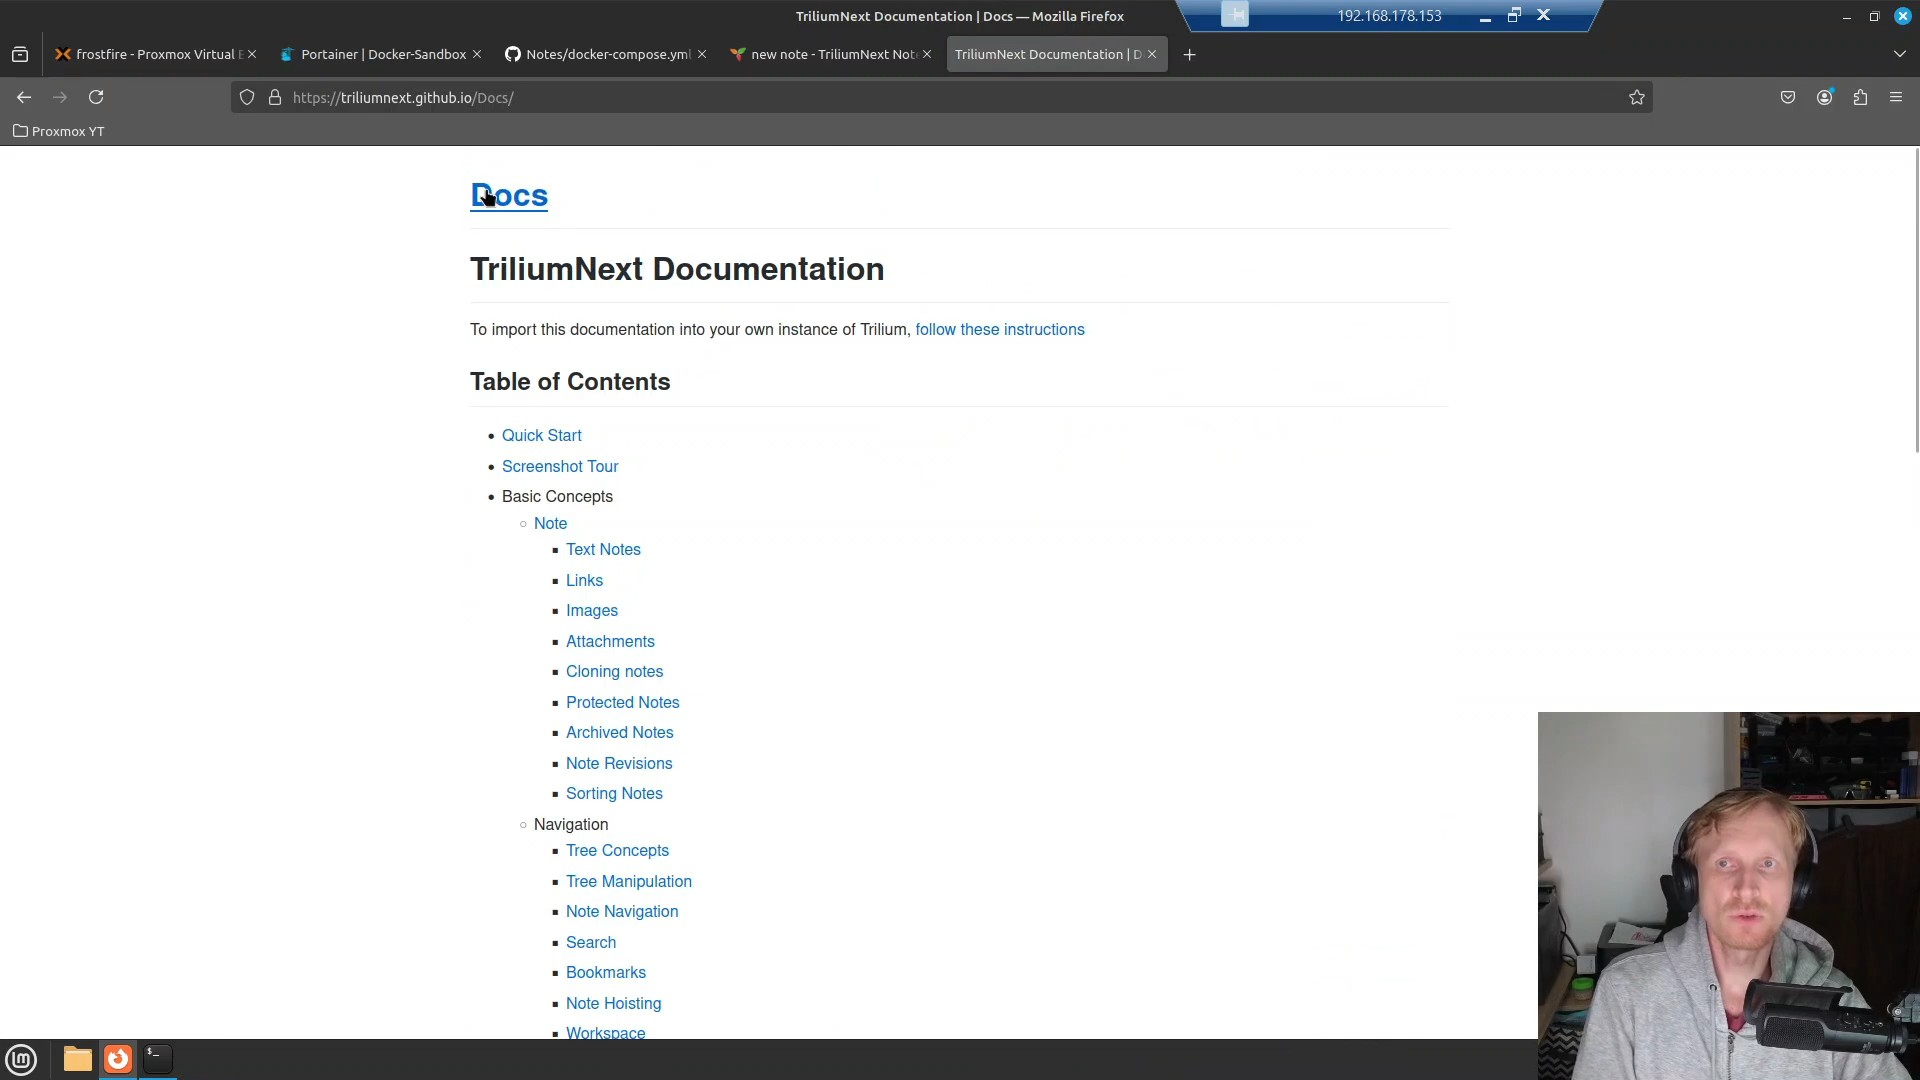 TriliumNext Documentation | Docs — Mozilla Firefox
192.168.178.153
frostfire - Proxmox Virtual E
Portainer | Docker-Sandbox
Notes/docker-compose.yml
new note - TriliumNext Not
TriliumNext Documentation | D
https://triliumnext.github.io/Docs/
Proxmox YT
Docs
TriliumNext Documentation
To import this documentation into your own instance of Trilium, follow these instructions
Table of Contents
Quick Start
Screenshot Tour
Basic Concepts
Note
Text Notes
Links
Images
Attachments
Cloning notes
Protected Notes
Archived Notes
Note Revisions
Sorting Notes
Navigation
Tree Concepts
Tree Manipulation
Note Navigation
Search
Bookmarks
Note Hoisting
Workspace